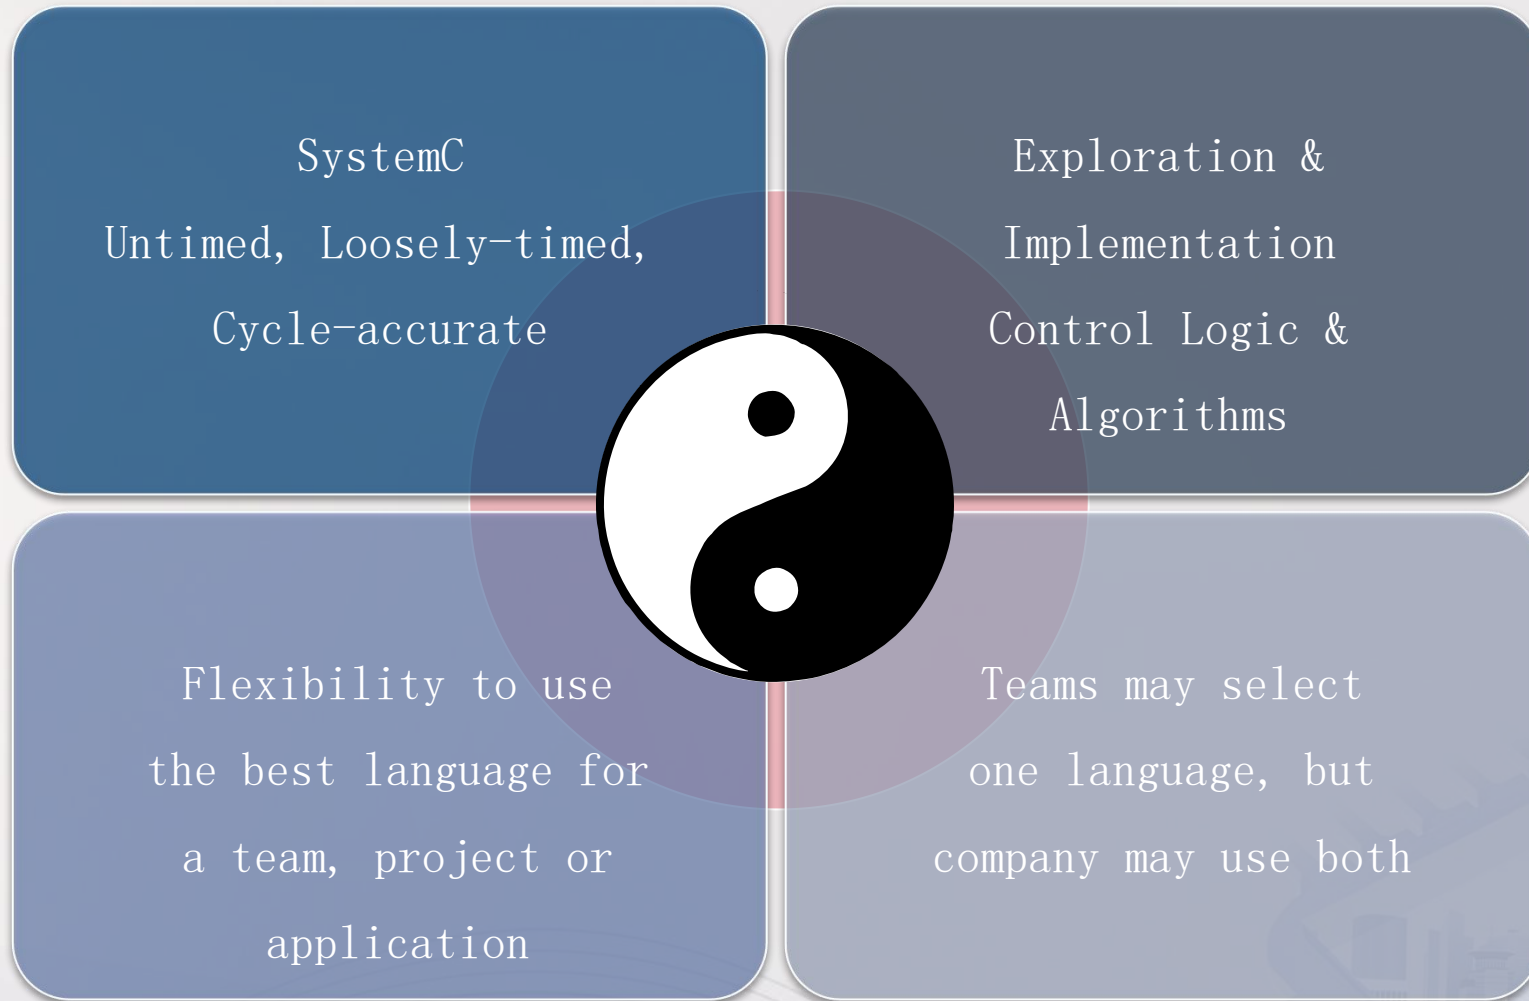 SystemC
Untimed, Loosely-timed,
Cycle-accurate
Exploration &
Implementation
Control Logic &
Algorithms
Flexibility to use
the best language for
a team, project or
application
Teams may select
one language, but
company may use both